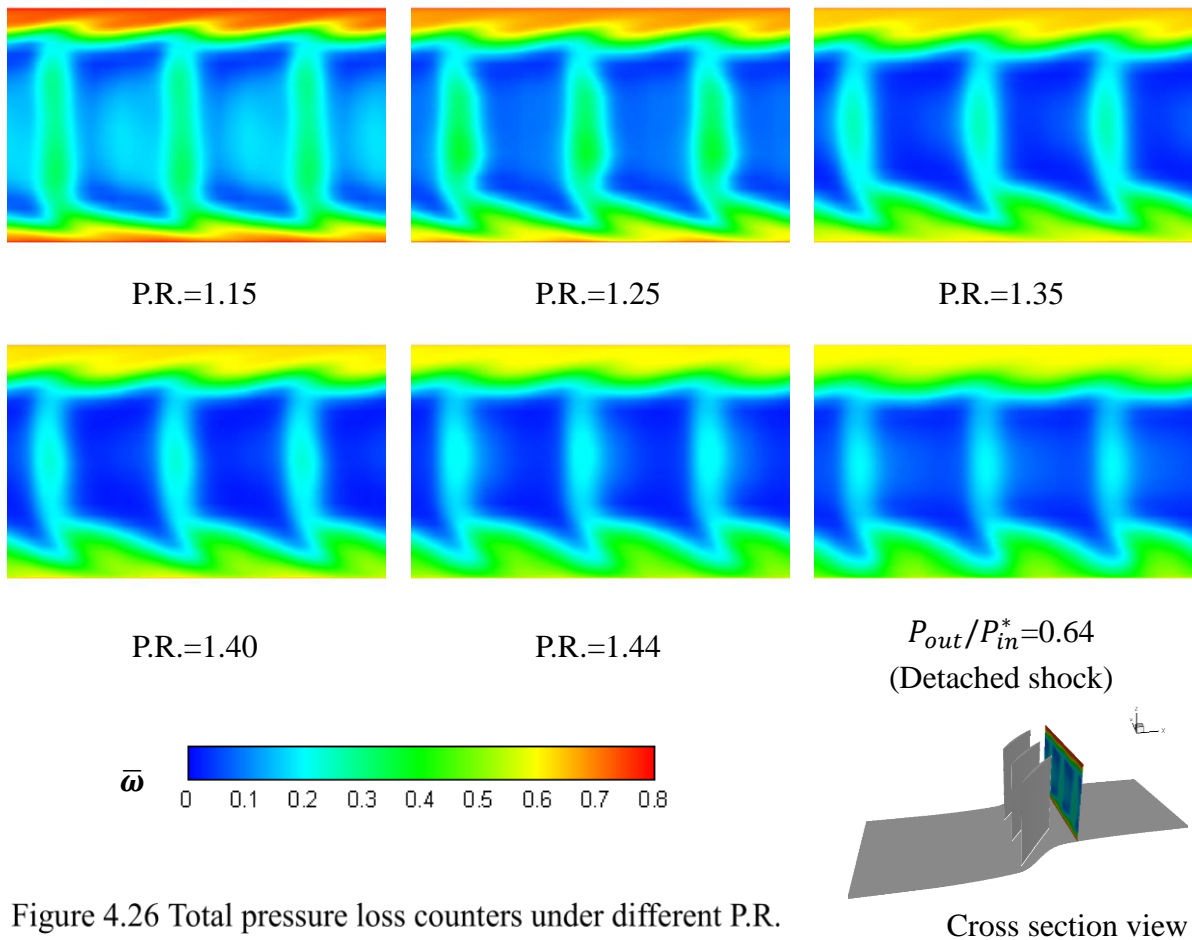 P.R.=1.15 P.R.=1.25 P.R.=1.35
P.R.=1.40 P.R.=1.44 P_{out}/P_{in}^{*}=0.64
(Detached shock)
z
x
ω̅
0 0.1 0.2 0.3 0.4 0.5 0.6 0.7 0.8
Figure 4.26 Total pressure loss counters under different P.R.
Cross section view